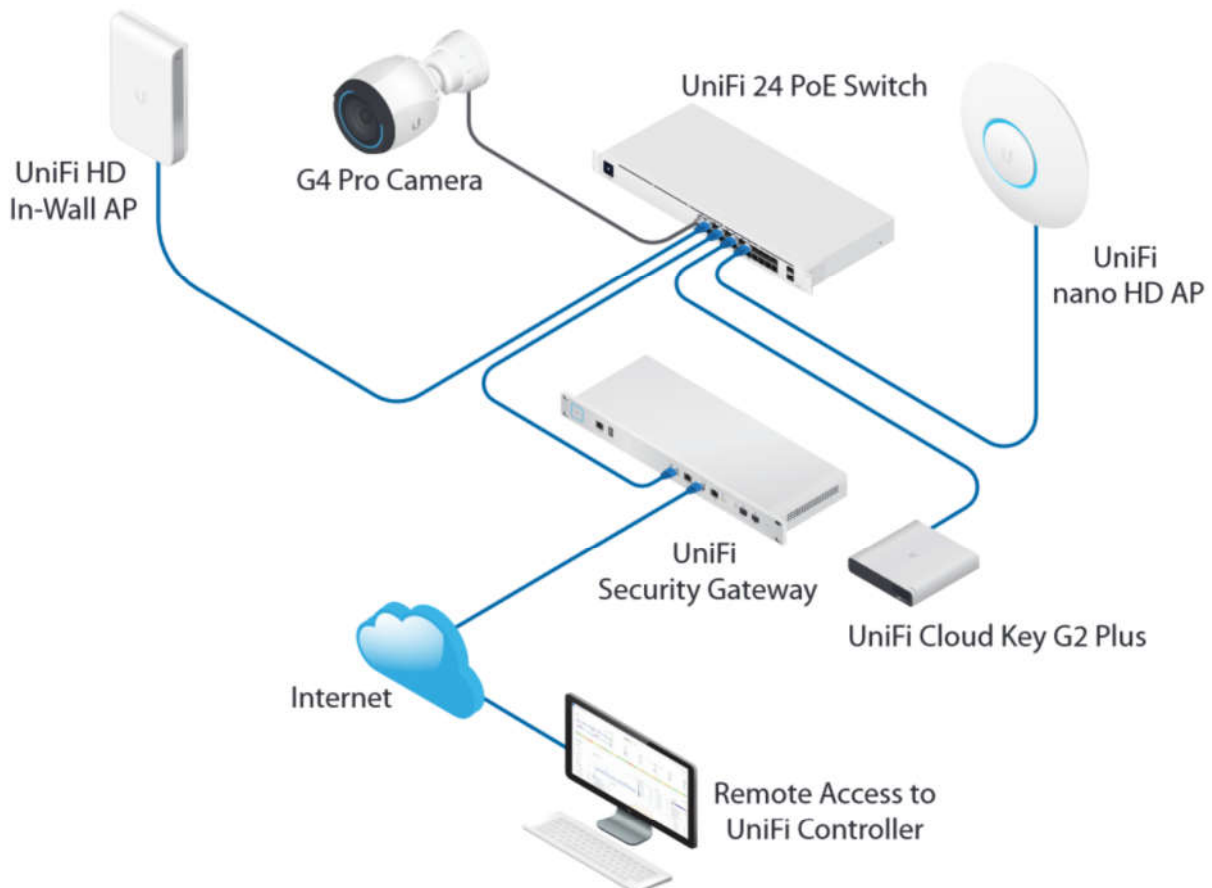 UniFi 24 PoE Switch
UniFi HD
In-Wall AP
G4 Pro Camera
UniFi
nano HD AP
UniFi
Security Gateway
UniFi Cloud Key G2 Plus
Internet
Remote Access to
UniFi Controller